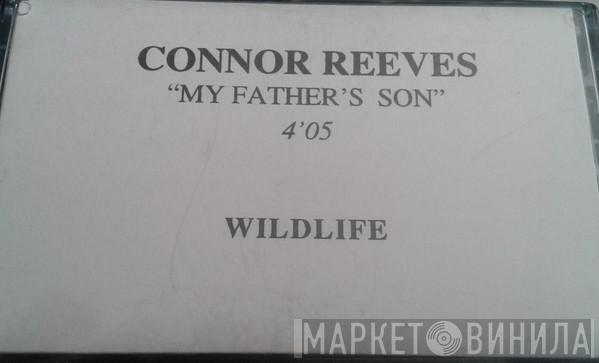 CONNOR REEVES
“MY FATHER’S SON”
4’05
WILDLIFE
МАРКЕТ ВИНИЛА